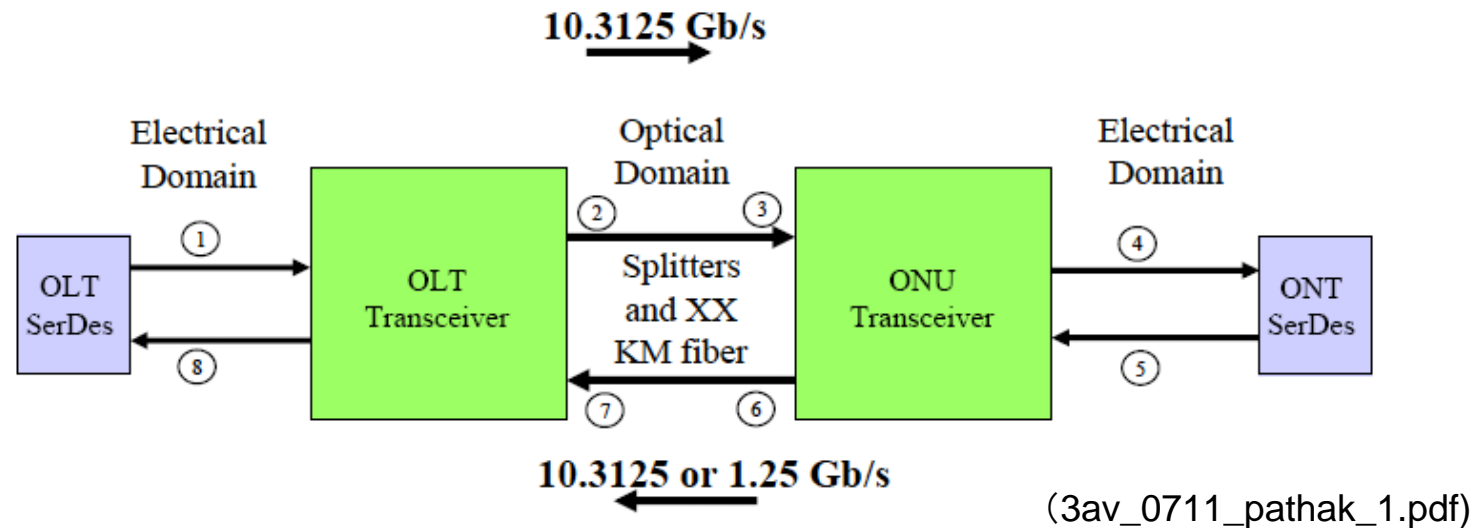 10.3125 Gb/s
Electrical
Domain
Optical
Domain
Electrical
Domain
1
2
3
4
OLT
SerDes
OLT
Transceiver
Splitters
and XX
KM fiber
ONU
Transceiver
ONT
SerDes
8
7
6
5
10.3125 or 1.25 Gb/s
(3av_0711_pathak_1.pdf)